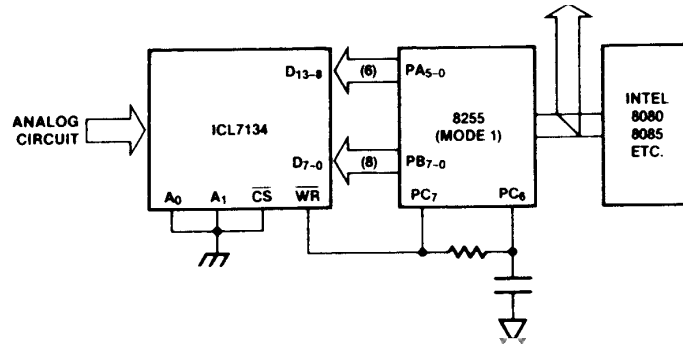 ANALOG
CIRCUIT
ICL7134
D13-8
D7-0
A0 A1 CS WR
(6)
(8)
PA5-0
8255
(MODE 1)
PB7-0
PC7 PC6
INTEL
8080
8085
ETC.